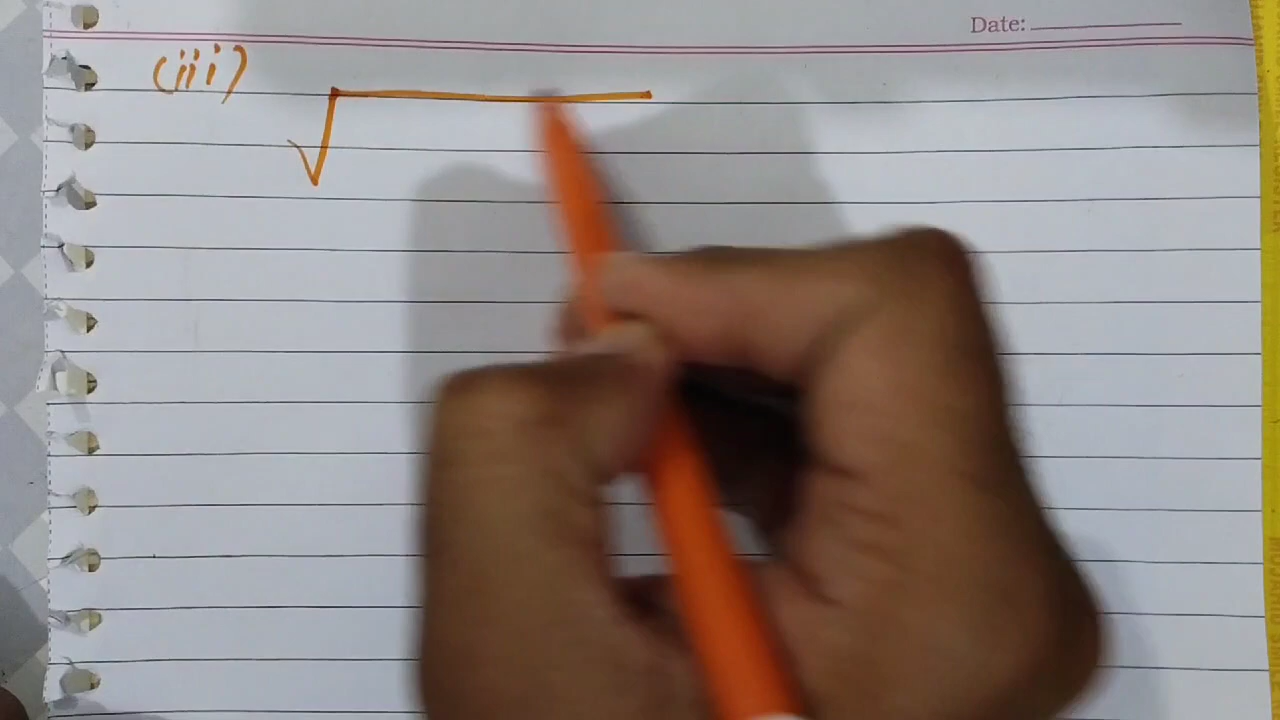 Date:
(iii) √